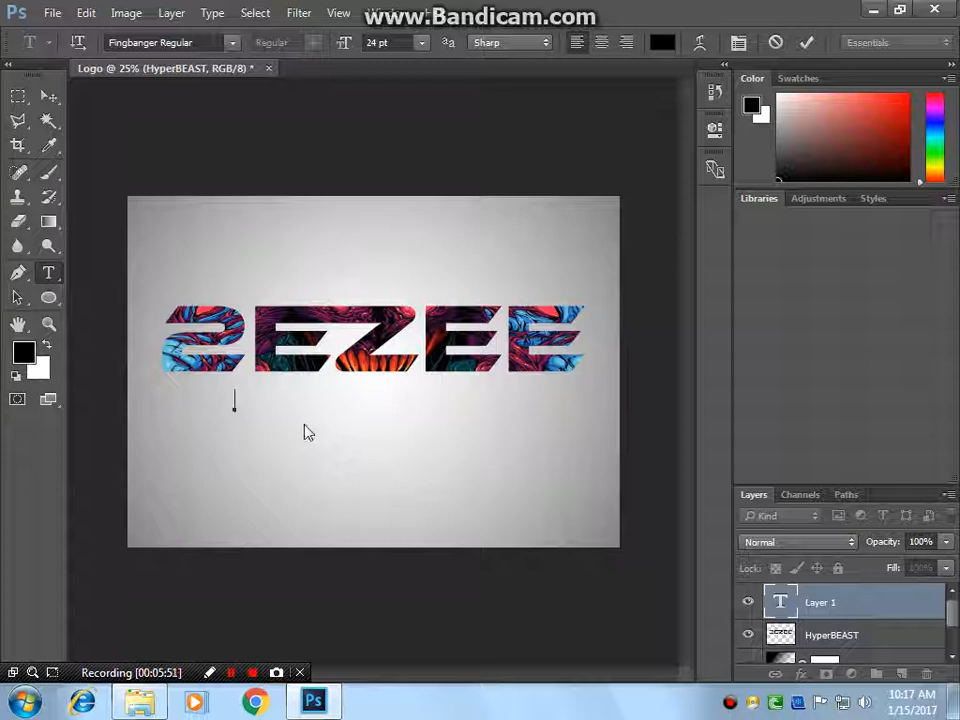 www.Bandicam.com
Ps File Edit Image Layer Type Select Filter View
T Fingbanger Regular Regular 24 pt Sharp Essentials
Logo @ 25% (HyperBEAST, RGB/8) *
Color Swatches
Libraries Adjustments Styles
2EZEE
Layers Channels Paths
Kind
Normal Opacity: 100%
Lock: Fill: 100%
T Layer 1
HyperBEAST
Recording [00:05:51]
Ps 10:17 AM
1/15/2017